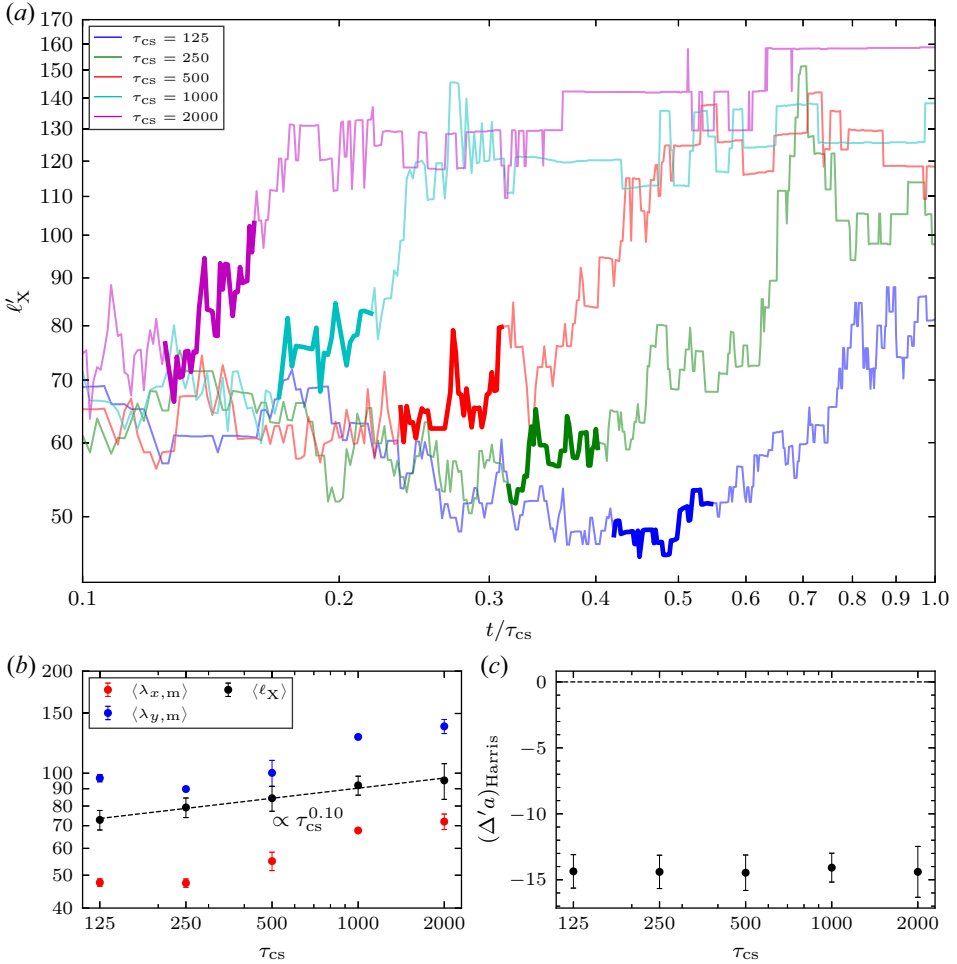 (a)
170
160
150
140
130
120
110
100
90
80
70
60
50
ℓ′X
τcs = 125
τcs = 250
τcs = 500
τcs = 1000
τcs = 2000
0.1 0.2 0.3 0.4 0.5 0.6 0.7 0.8 0.9 1.0
t/τcs
(b)
200
150
100
90
80
70
60
50
40
⟨λx,m⟩ ⟨ℓX⟩
⟨λy,m⟩
∝ τcs^0.10
125 250 500 1000 2000
τcs
(c)
0
−5
−10
−15
(Δ′a)Harris
125 250 500 1000 2000
τcs